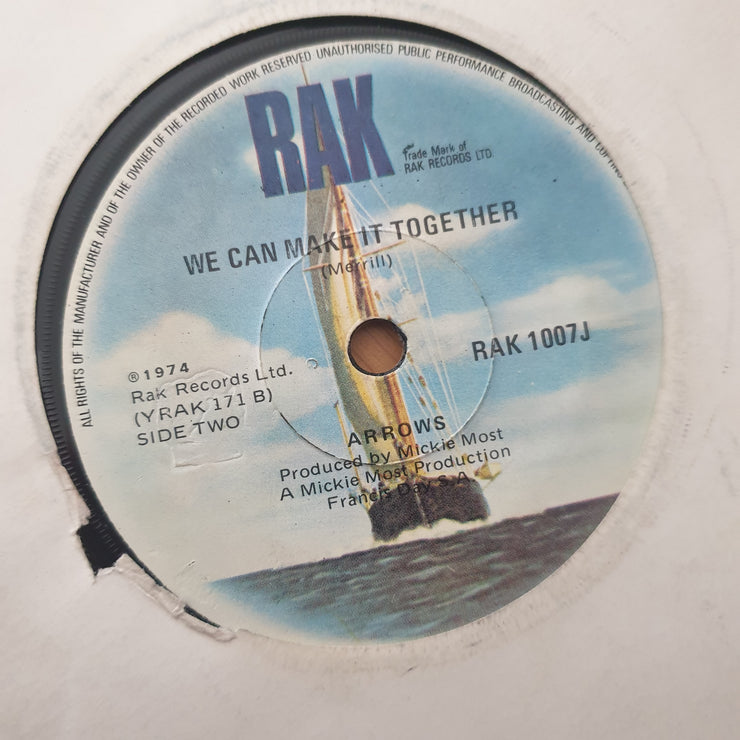 ALL RIGHTS OF THE MANUFACTURER AND OF THE OWNER OF THE RECORDED WORK RESERVED UNAUTHORISED PUBLIC PERFORMANCE BROADCASTING AND
RAK
Trade Mark of
RAK RECORDS LTD.
WE CAN MAKE IT TOGETHER
(Merrill)
RAK 1007J
℗ 1974
Rak Records Ltd.
(YRAK 171 B)
SIDE TWO
ARROWS
Produced by Mickie Most
A Mickie Most Production
Francis Day S.A.